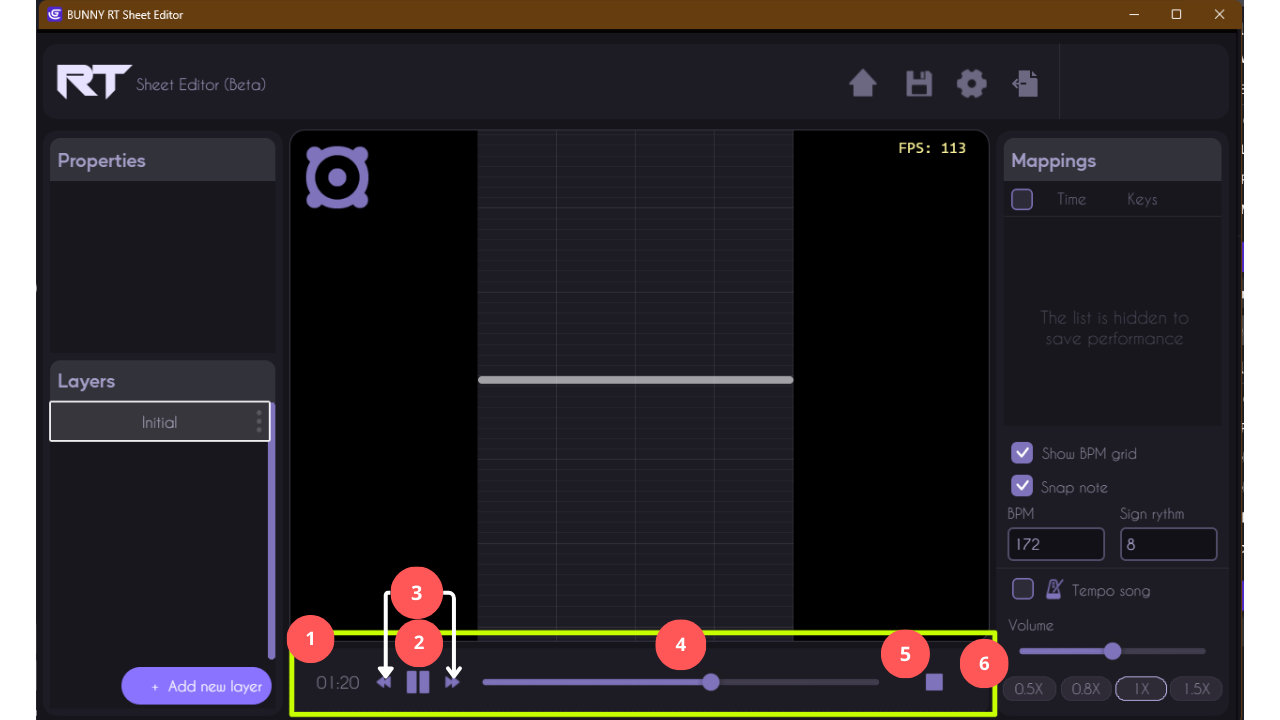 BUNNY RT Sheet Editor
RT Sheet Editor (Beta)
Properties
Layers
Initial
+ Add new layer
FPS: 113
3
1
2
4
5
6
01:20
Mappings
Time Keys
The list is hidden to
save performance
Show BPM grid
Snap note
BPM Sign rythm
172 8
Tempo song
Volume
0.5X 0.8X 1X 1.5X